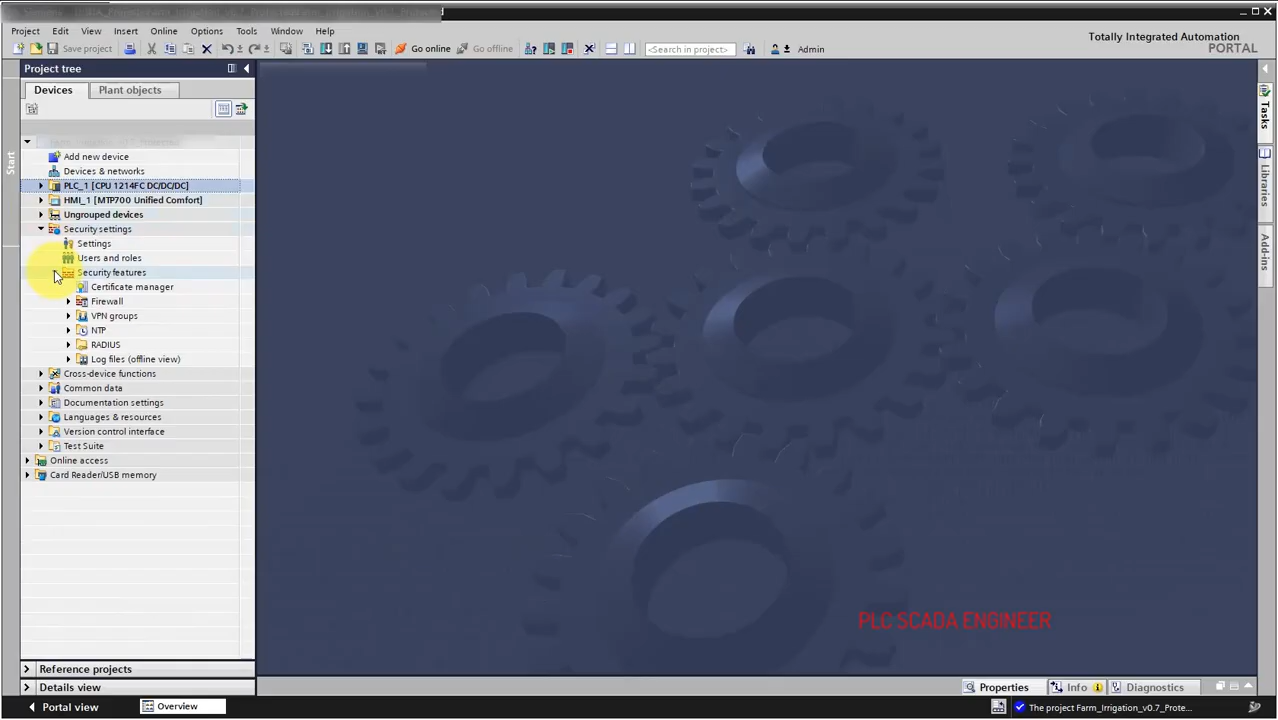 Project Edit View Insert Online Options Tools Window Help
Totally Integrated Automation
PORTAL
Save project
Go online
Go offline
<Search in project>
Admin
Project tree
Devices
Plant objects
Start
Add new device
Devices & networks
PLC_1 [CPU 1214FC DC/DC/DC]
HMI_1 [MTP700 Unified Comfort]
Ungrouped devices
Security settings
Settings
Users and roles
Security features
Certificate manager
Firewall
VPN groups
NTP
RADIUS
Log files (offline view)
Cross-device functions
Common data
Documentation settings
Languages & resources
Version control interface
Test Suite
Online access
Card Reader/USB memory
Tasks
Libraries
Add-ins
PLC SCADA ENGINEER
Reference projects
Details view
Properties
Info
Diagnostics
Portal view
Overview
The project Farm_Irrigation_v0.7_Prote...